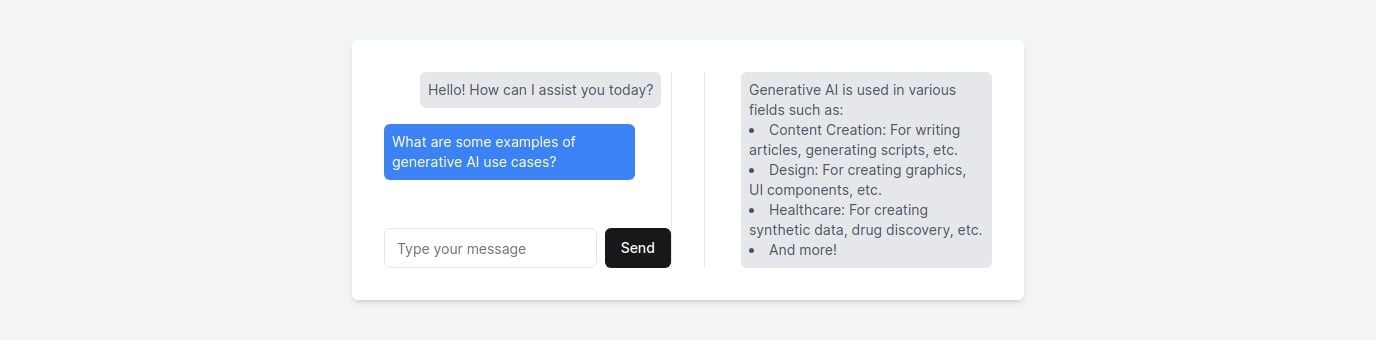 Hello! How can I assist you today?
What are some examples of
generative AI use cases?
Type your message
Send
Generative AI is used in various
fields such as:
• Content Creation: For writing
articles, generating scripts, etc.
• Design: For creating graphics,
UI components, etc.
• Healthcare: For creating
synthetic data, drug discovery, etc.
• And more!